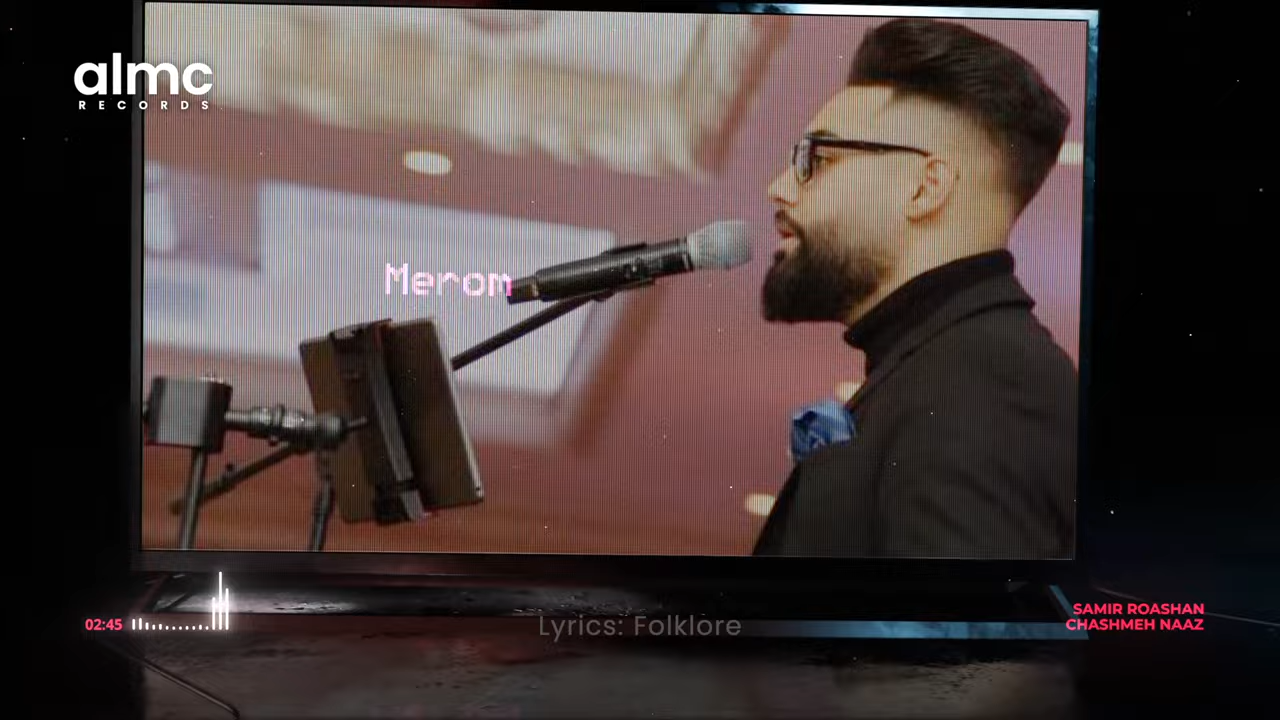 almc
RECORDS
Merom
02:45
Lyrics: Folklore
SAMIR ROASHAN
CHASHMEH NAAZ